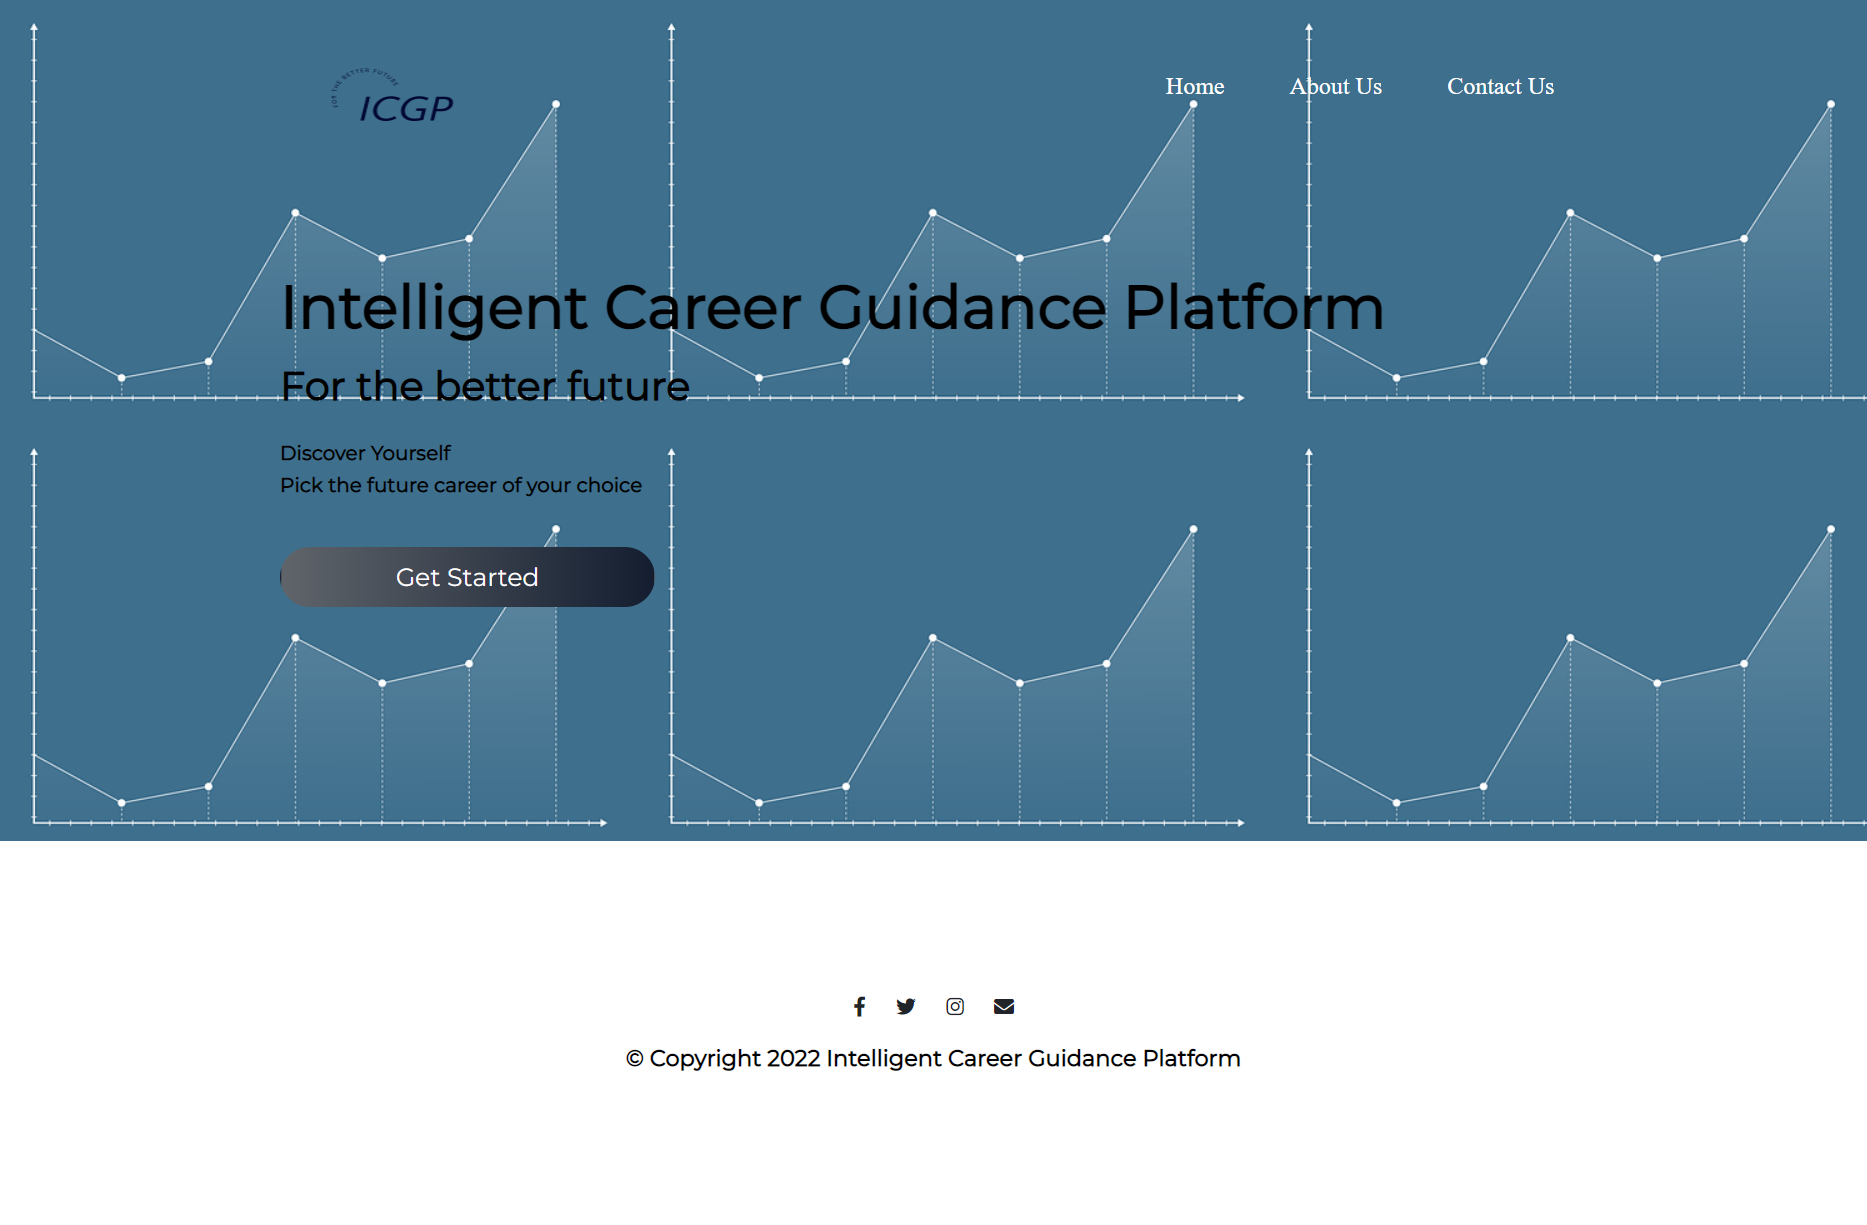 FOR THE BETTER FUTURE
ICGP
Home
About Us
Contact Us
Intelligent Career Guidance Platform
For the better future
Discover Yourself
Pick the future career of your choice
Get Started
© Copyright 2022 Intelligent Career Guidance Platform